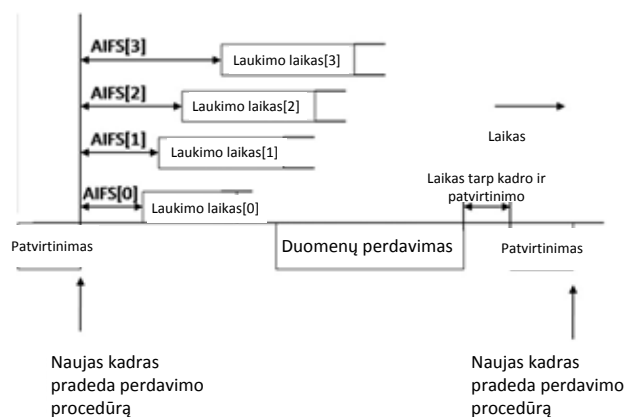 AIFS[3]
Laukimo laikas[3]
AIFS[2]
Laukimo laikas[2]
Laikas
AIFS[1]
Laukimo laikas[1]
Laikas tarp kadro ir
patvirtinimo
AIFS[0]
Laukimo laikas[0]
Patvirtinimas
Duomenų perdavimas
Patvirtinimas
Naujas kadras
pradeda perdavimo
procedūrą
Naujas kadras
pradeda perdavimo
procedūrą